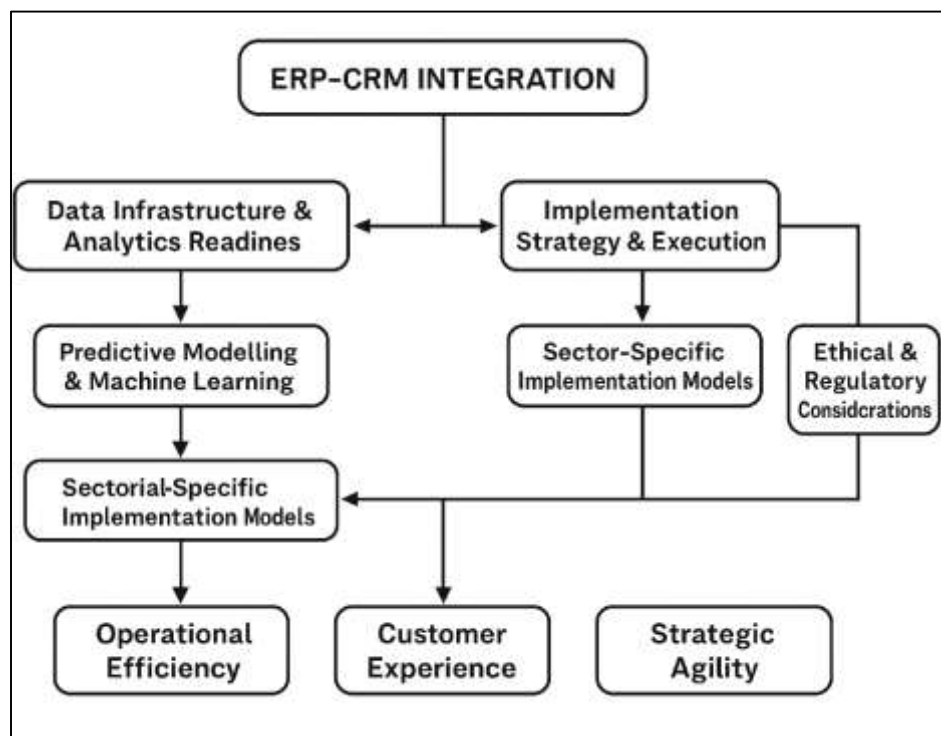 ERP-CRM INTEGRATION
Data Infrastructure &
Analytics Readines
Implementation
Strategy & Execution
Predictive Modelling
& Machine Learning
Sector-Specific
Implementation Models
Ethical &
Regulatory
Considcrations
Sectorial-Specific
Implementation Models
Operational
Efficiency
Customer
Experience
Strategic
Agility